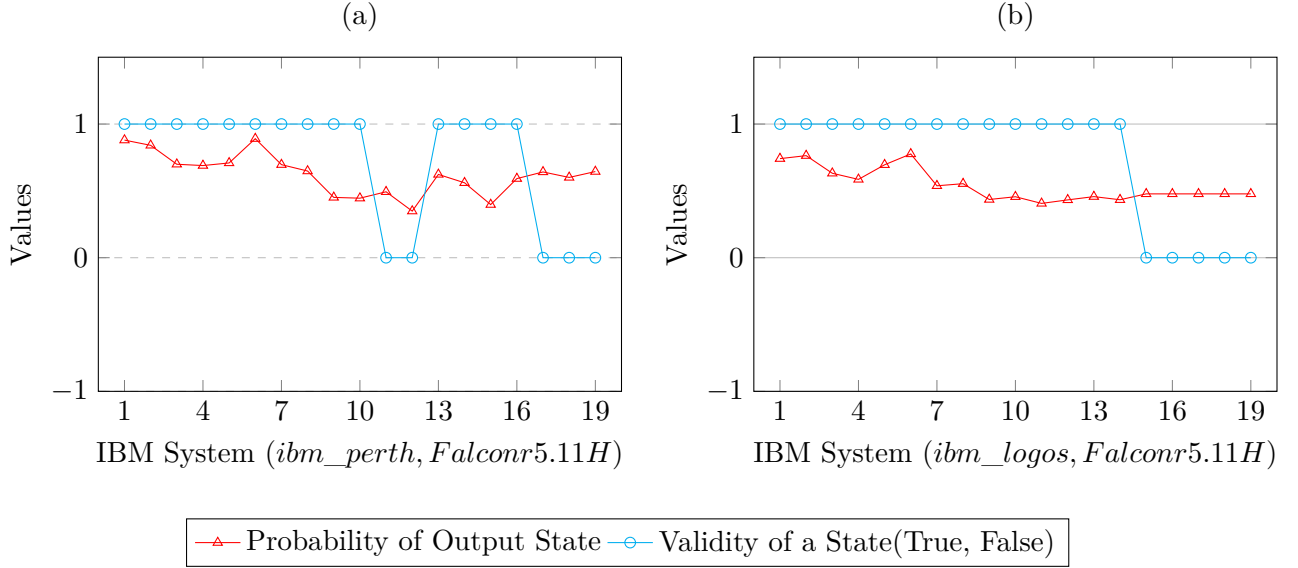 (a)
1
0
−1
Values
1 4 7 10 13 16 19
IBM System (ibm_perth, Falconr5.11H)
(b)
1
0
−1
Values
1 4 7 10 13 16 19
IBM System (ibm_logos, Falconr5.11H)
Probability of Output State
Validity of a State(True, False)